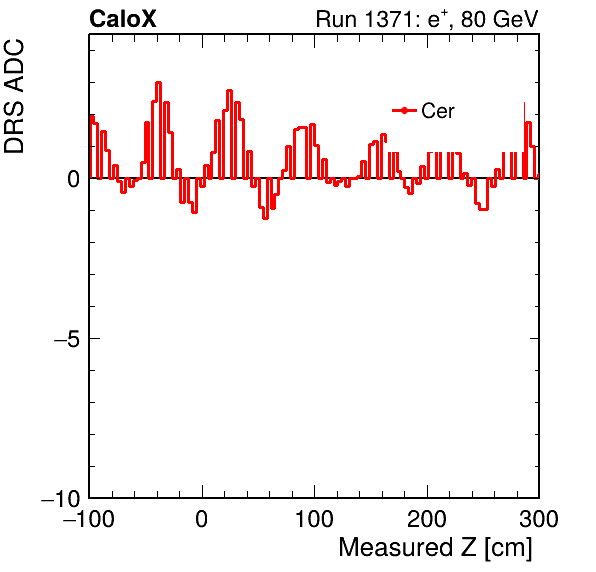 CaloX Run 1371: e⁺, 80 GeV
DRS ADC
Cer
0
−5
−10
−100 0 100 200 300
Measured Z [cm]